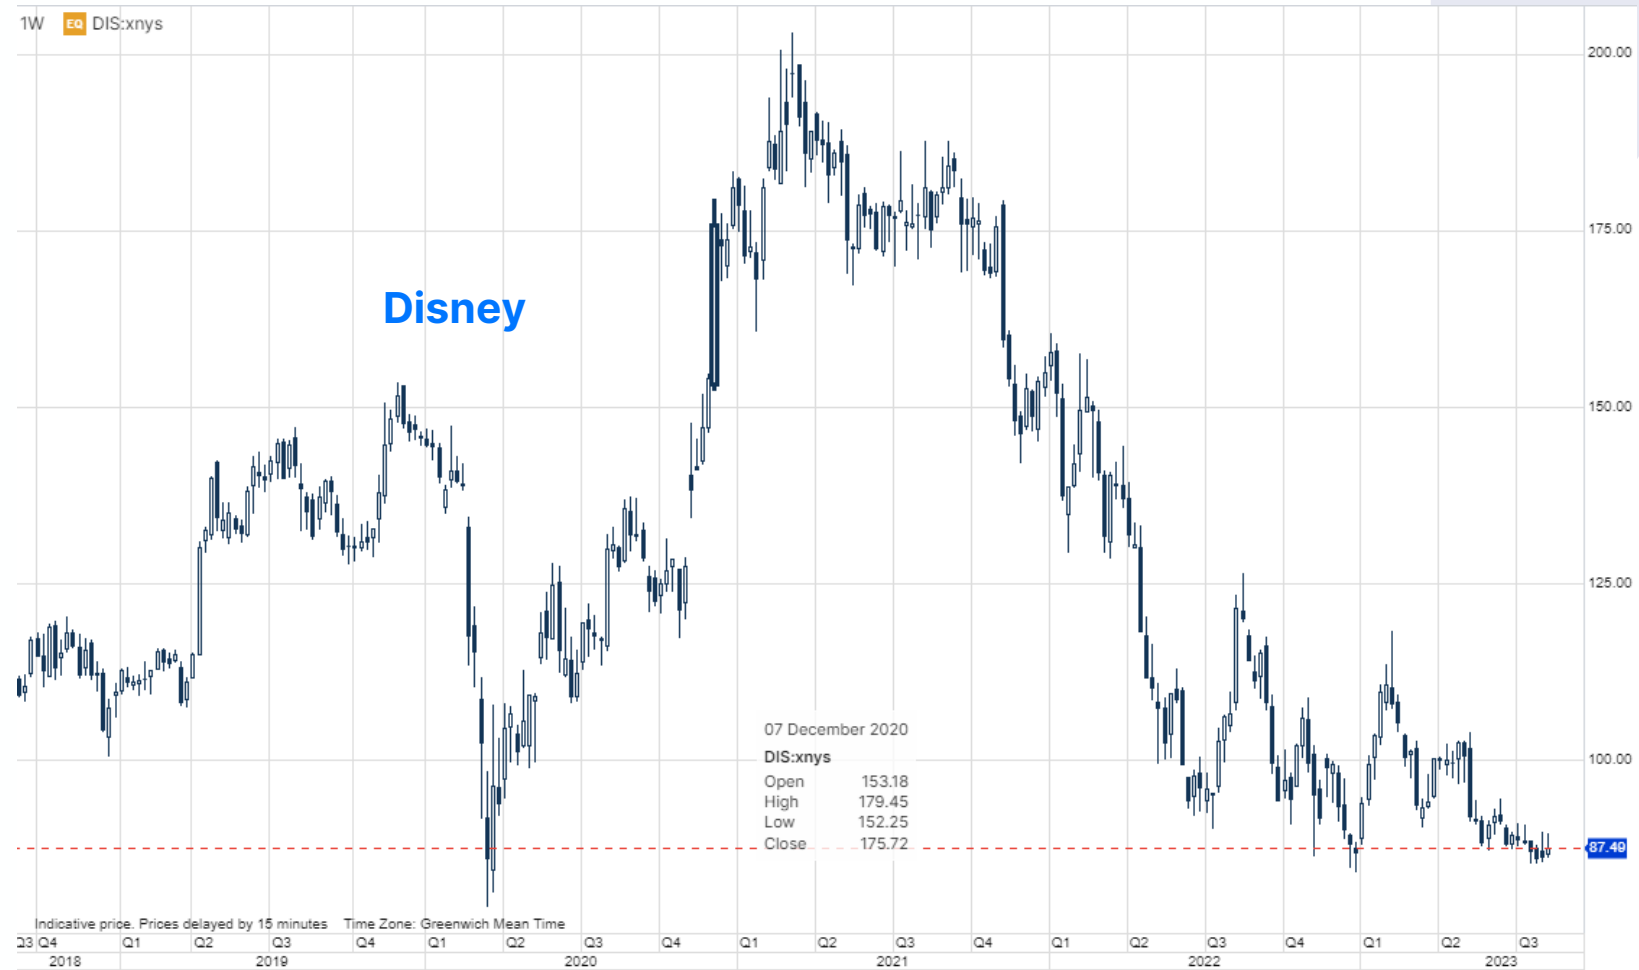 1W EQ DIS:xnys
200.00
175.00
Disney
150.00
125.00
07 December 2020
DIS:xnys
Open 153.18
High 179.45
Low 152.25
Close 175.72
100.00
87.49
Indicative price. Prices delayed by 15 minutes Time Zone: Greenwich Mean Time
Q3 Q4 Q1 Q2 Q3 Q4 Q1 Q2 Q3 Q4 Q1 Q2 Q3 Q4 Q1 Q2 Q3 Q4 Q1 Q2 Q3
2018 2019 2020 2021 2022 2023